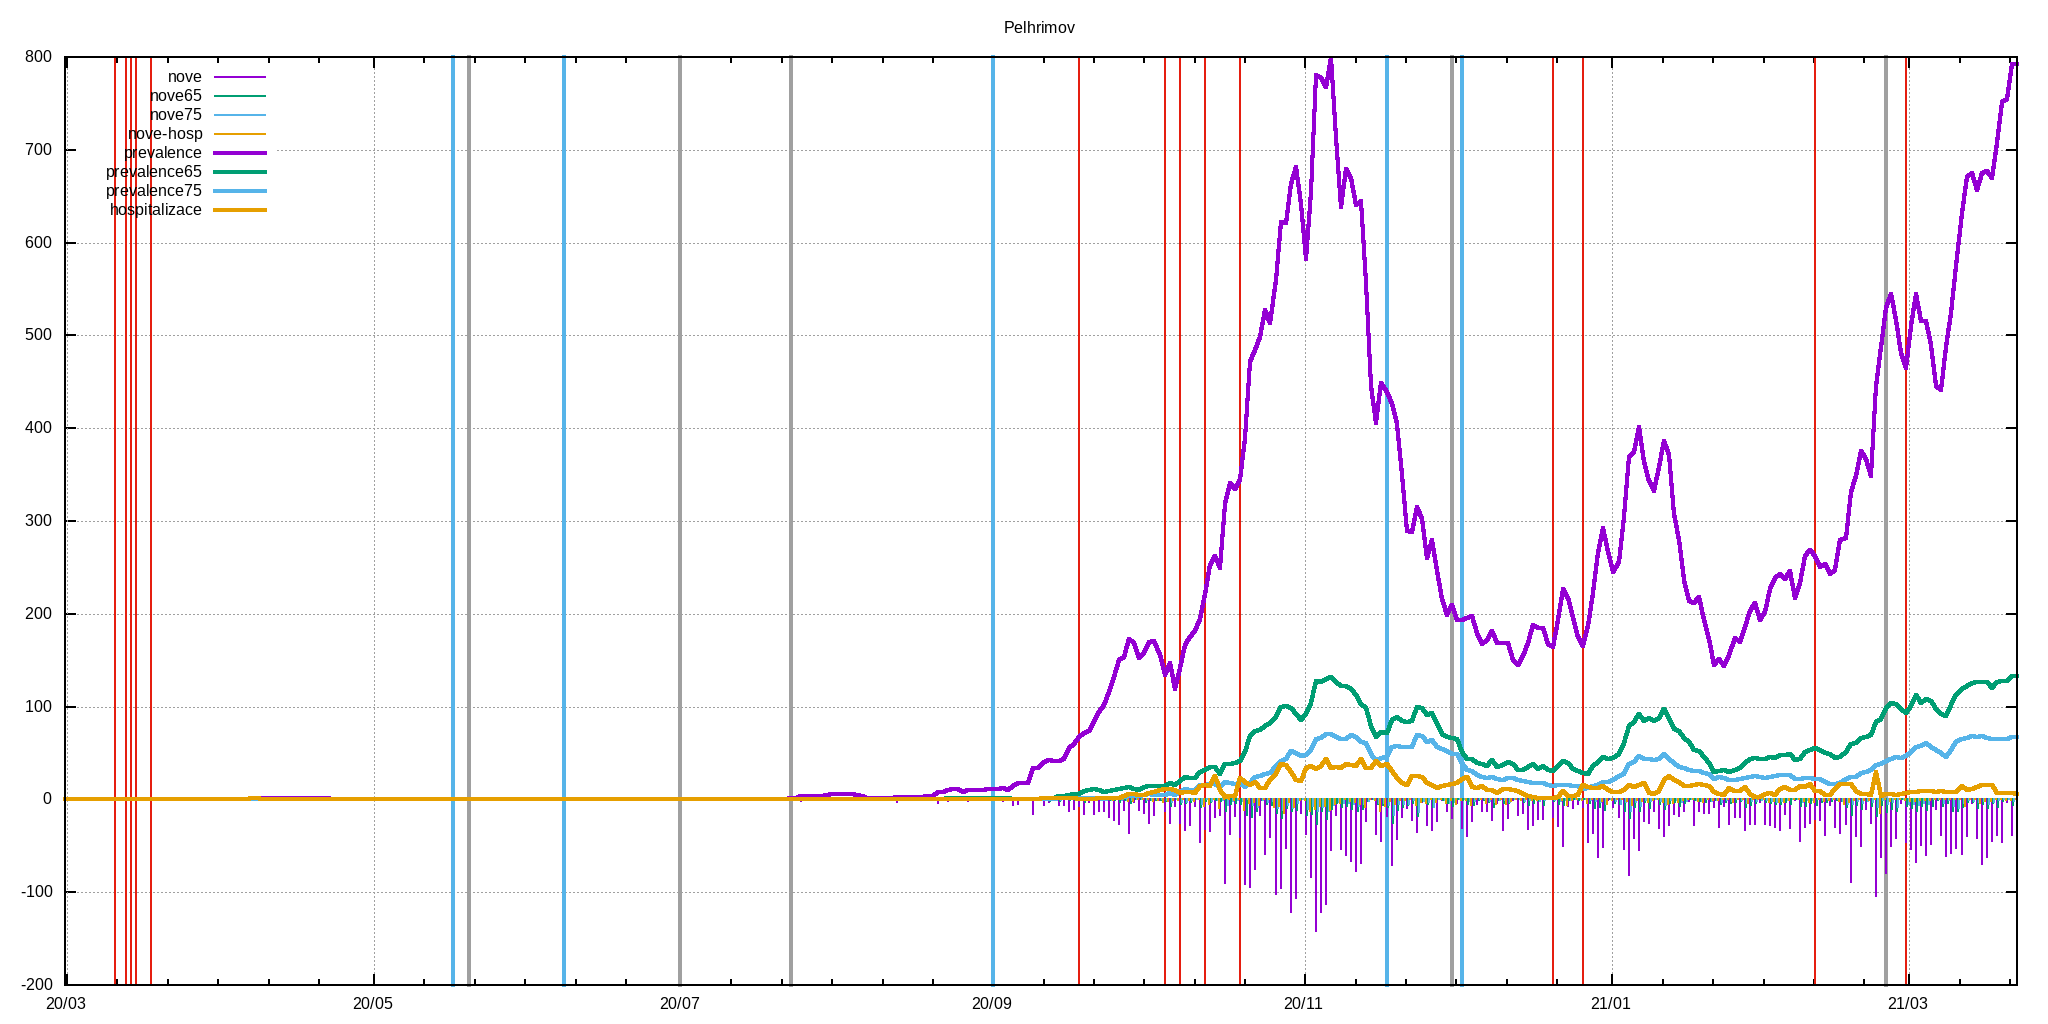 Pelhrimov
800
700
600
500
400
300
200
100
0
-100
-200
nove
nove65
nove75
nove-hosp
prevalence
prevalence65
prevalence75
hospitalizace
20/03 20/05 20/07 20/09 20/11 21/01 21/03